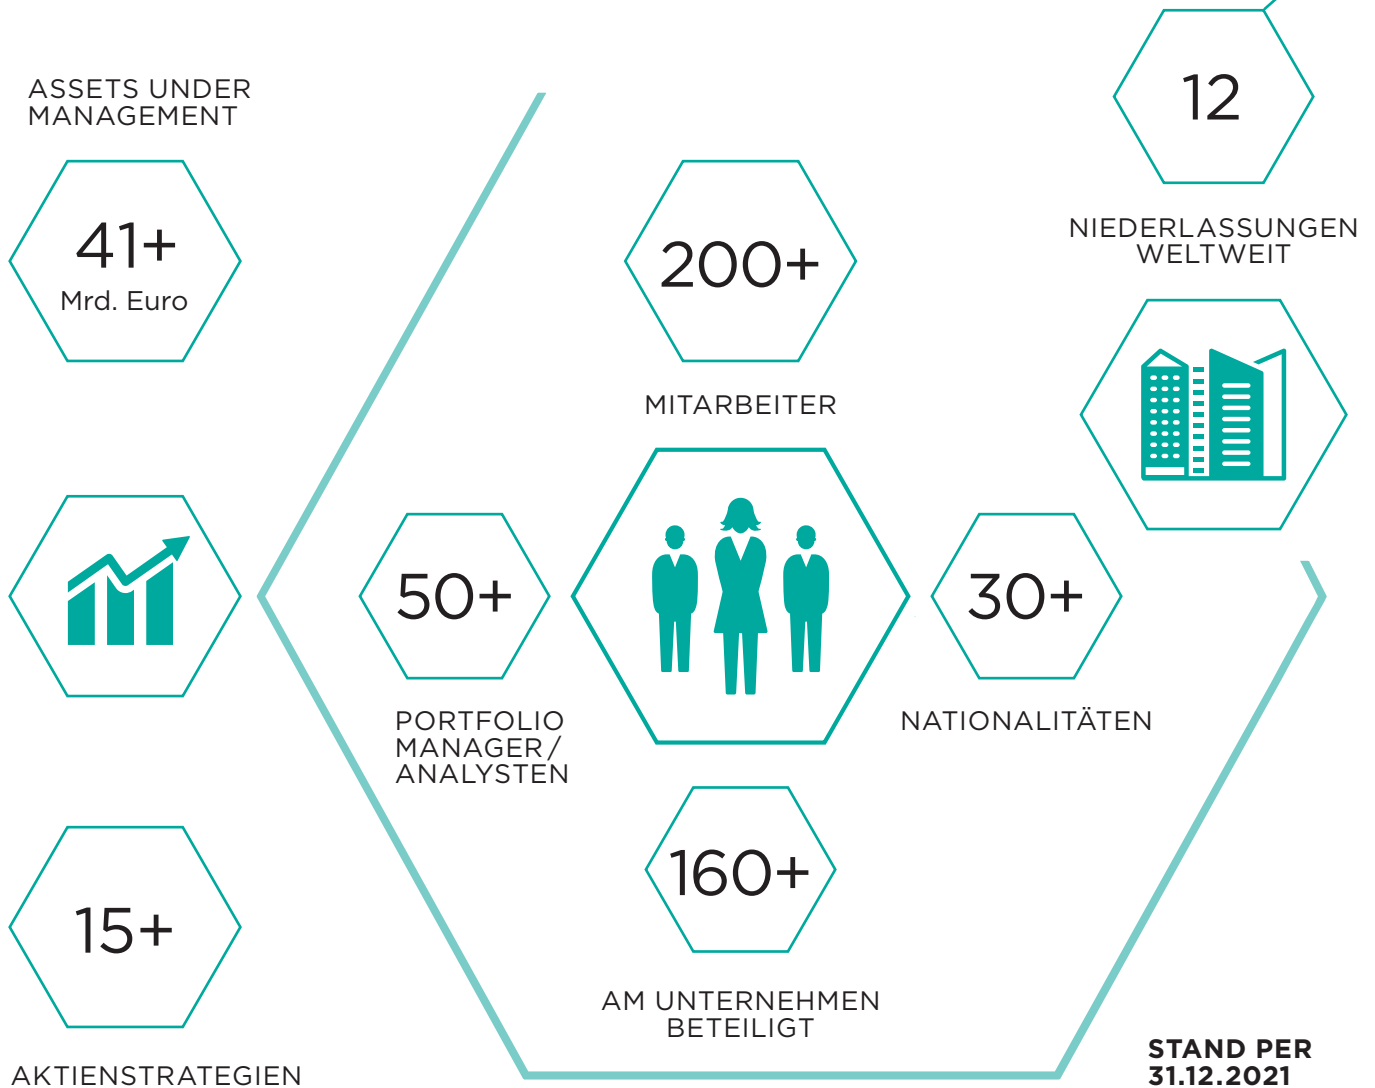 ASSETS UNDER
MANAGEMENT
41+
Mrd. Euro
15+
AKTIENSTRATEGIEN
200+
MITARBEITER
50+
PORTFOLIO
MANAGER/
ANALYSTEN
30+
NATIONALITÄTEN
160+
AM UNTERNEHMEN
BETEILIGT
12
NIEDERLASSUNGEN
WELTWEIT
STAND PER
31.12.2021